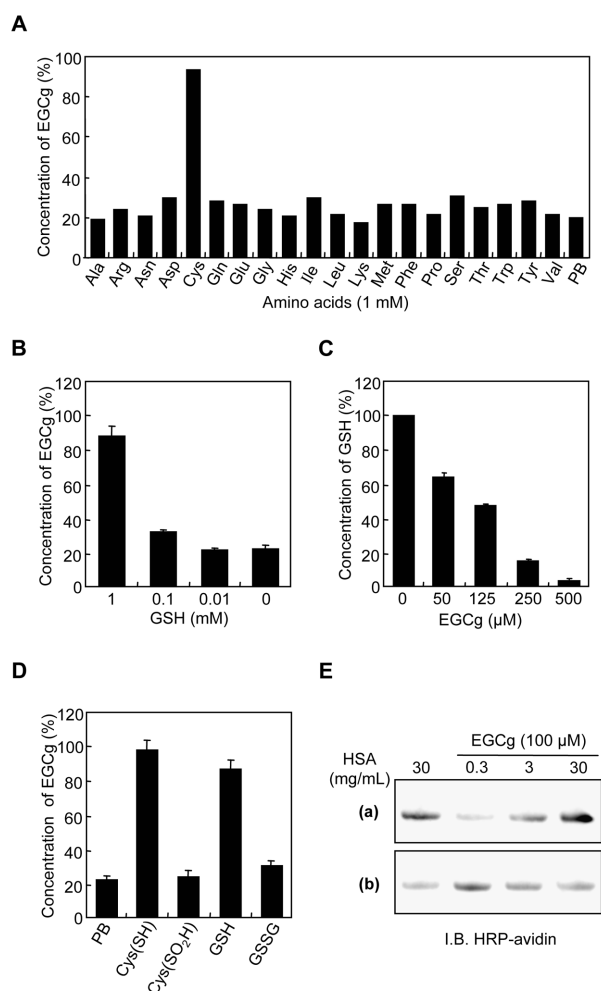 A
Concentration of EGCg (%)
100
80
60
40
20
0
Ala Arg Asn Asp Cys Gln Glu Gly His Ile Leu Lys Met Phe Pro Ser Thr Trp Tyr Val PB
Amino acids (1 mM)
B
Concentration of EGCg (%)
120
100
80
60
40
20
0
1 0.1 0.01 0
GSH (mM)
C
Concentration of GSH (%)
120
100
80
60
40
20
0
0 50 125 250 500
EGCg (µM)
D
Concentration of EGCg (%)
120
100
80
60
40
20
0
PB Cys(SH) Cys(SO₂H) GSH GSSG
E
EGCg (100 µM)
HSA 30 0.3 3 30
(mg/mL)
(a)
(b)
I.B. HRP-avidin